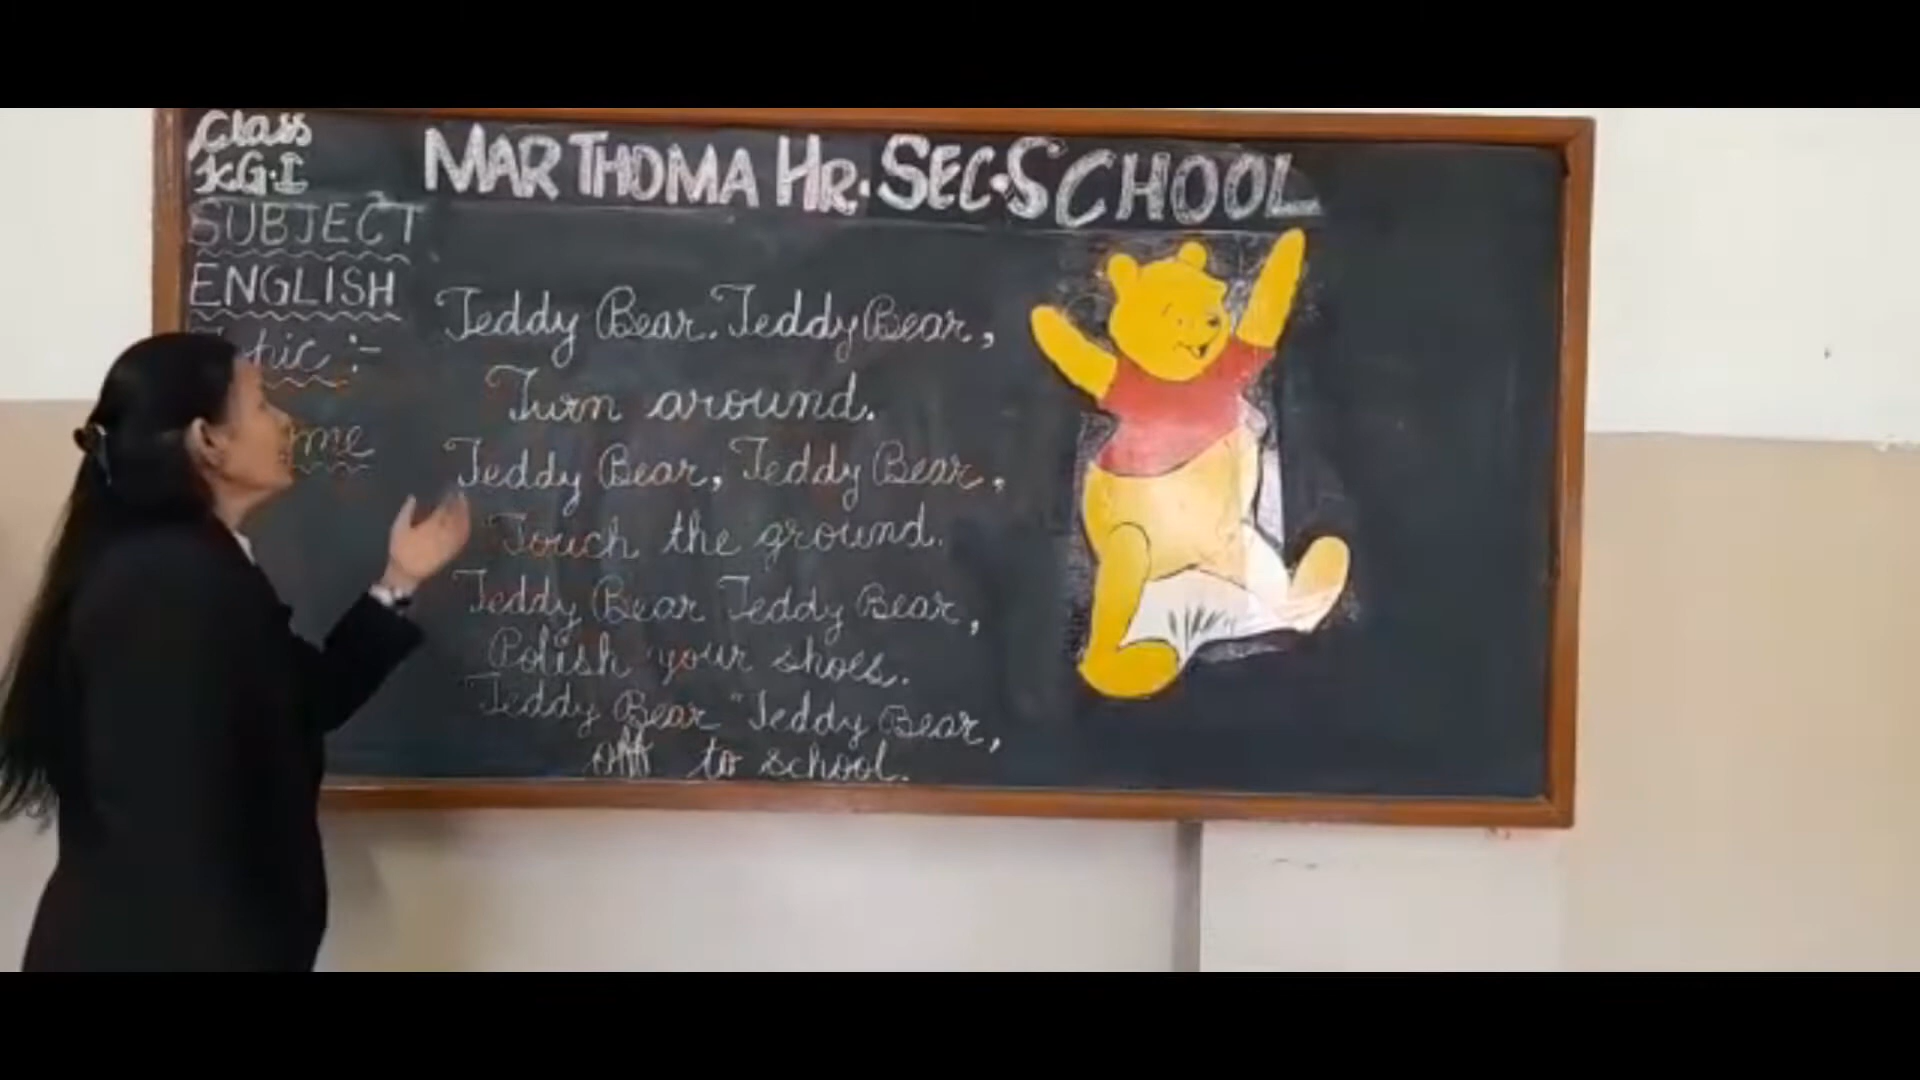 Class
KG.I
MAR THOMA HR. SEC. SCHOOL
SUBJECT
ENGLISH
Teddy Bear. Teddy Bear,
Turn around.
Teddy Bear, Teddy Bear,
Touch the ground.
Teddy Bear Teddy Bear,
Polish your shoes.
Teddy Bear Teddy Bear,
off to school.